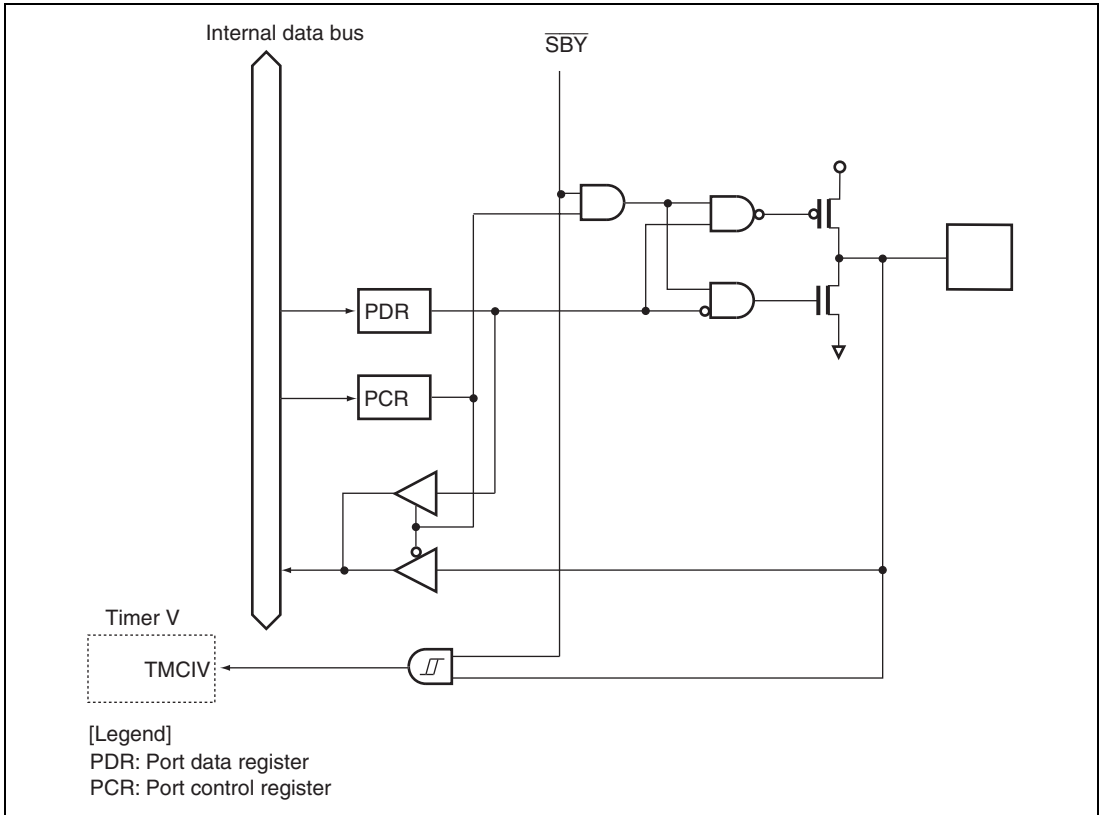 Internal data bus
SBY
PDR
PCR
Timer V
TMCIV
[Legend]
PDR: Port data register
PCR: Port control register